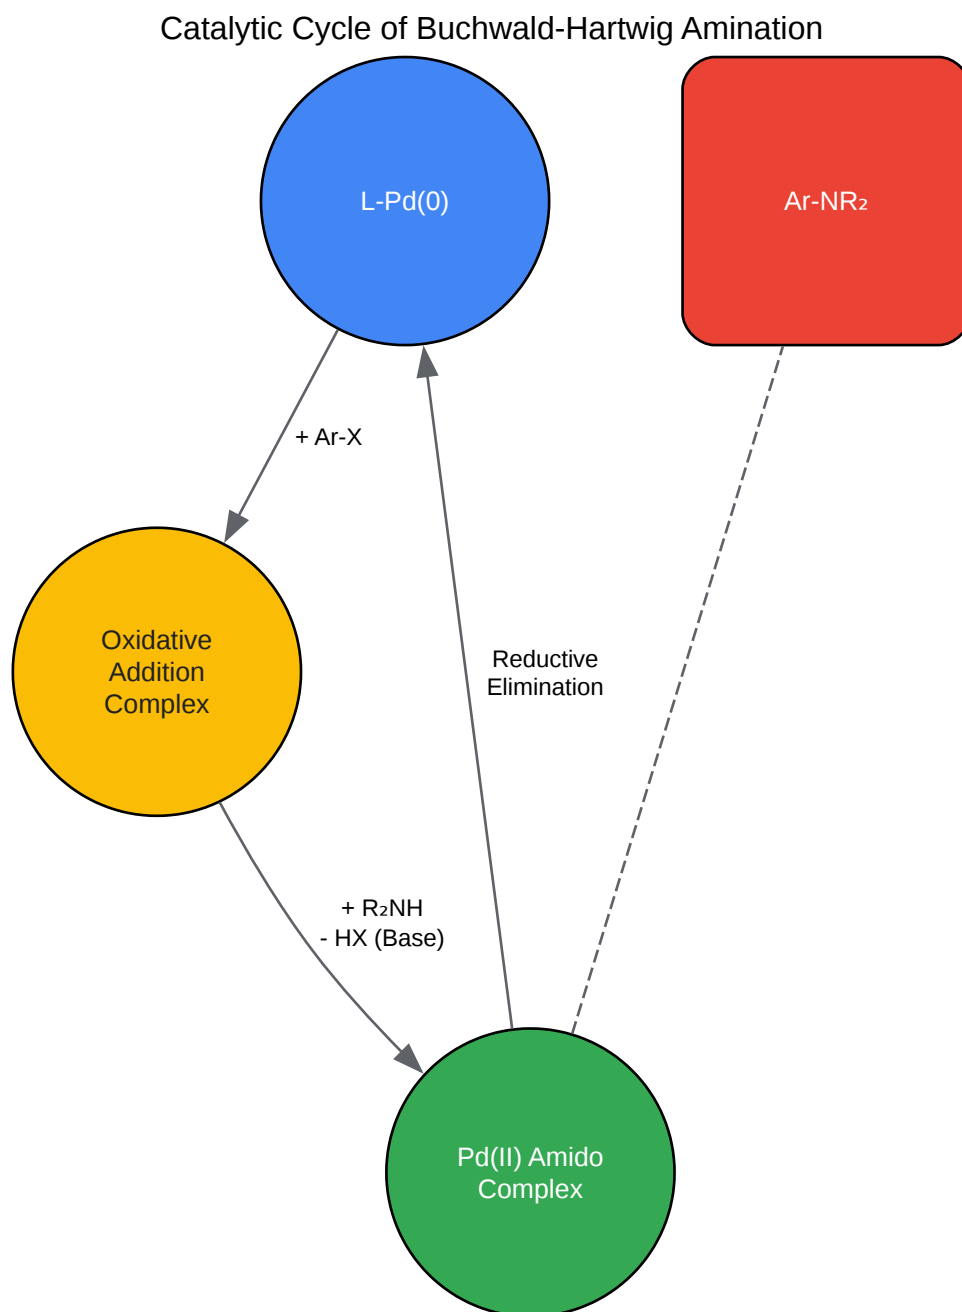 Catalytic Cycle of Buchwald-Hartwig Amination
L-Pd(0)
Ar-NR₂
+ Ar-X
Oxidative
Addition
Complex
Reductive
Elimination
+ R₂NH
- HX (Base)
Pd(II) Amido
Complex